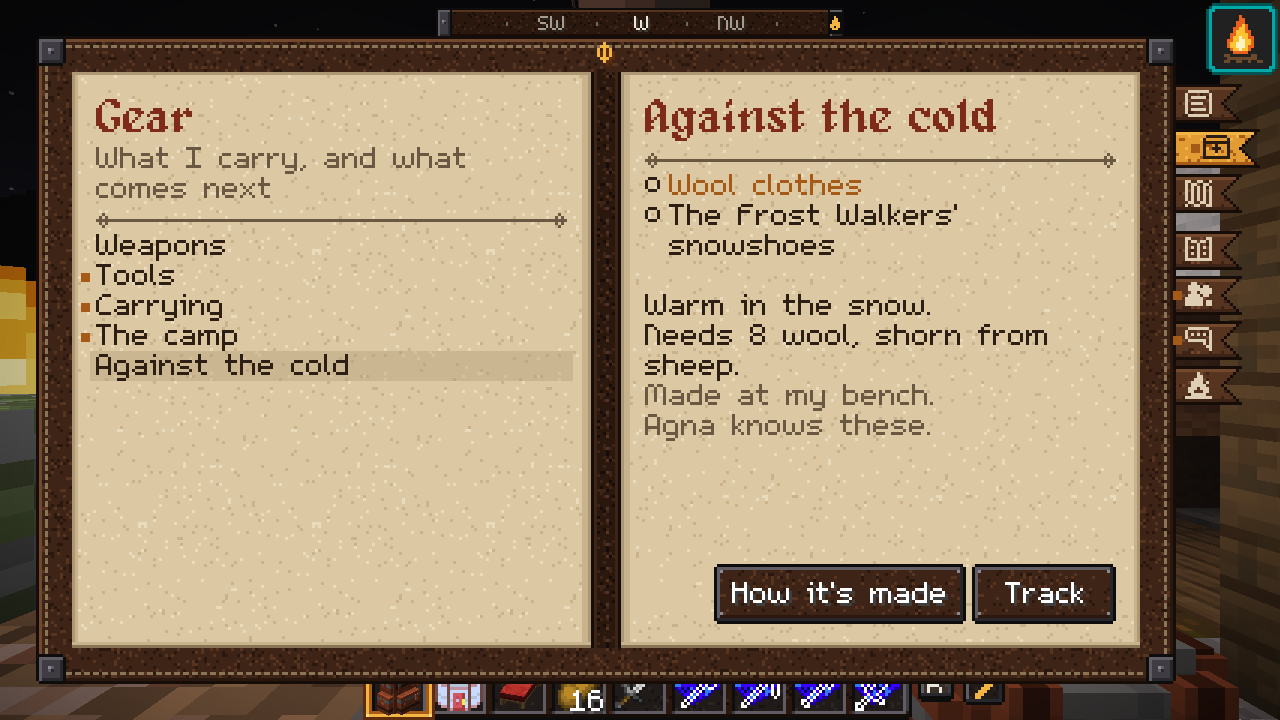 SW
W
NW
Gear
What I carry, and what
comes next
Weapons
Tools
Carrying
The camp
Against the cold
Against the cold
Wool clothes
The Frost Walkers'
snowshoes
Warm in the snow.
Needs 8 wool, shorn from
sheep.
Made at my bench.
Agna knows these.
How it's made
Track
16